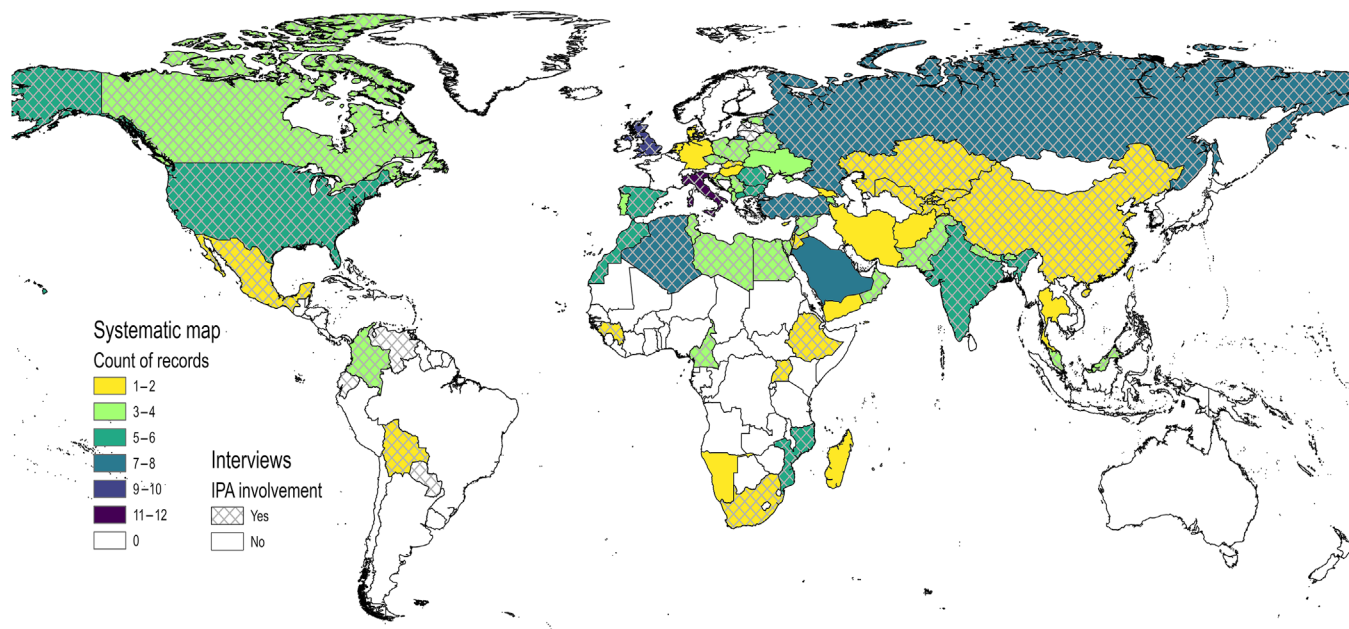 Systematic map
Count of records
1–2
3–4
5–6
7–8
9–10
11–12
0
Interviews
IPA involvement
Yes
No